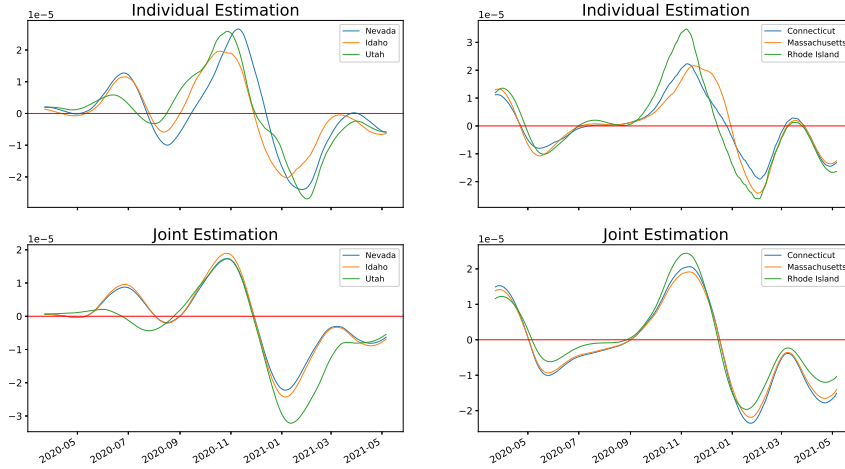 Individual Estimation
1e−5
Nevada
Idaho
Utah
2
1
0
−1
−2
Individual Estimation
1e−5
Connecticut
Massachusetts
Rhode Island
3
2
1
0
−1
−2
Joint Estimation
1e−5
Nevada
Idaho
Utah
2
1
0
−1
−2
−3
2020-05
2020-07
2020-09
2020-11
2021-01
2021-03
2021-05
Joint Estimation
1e−5
Connecticut
Massachusetts
Rhode Island
2
1
0
−1
−2
2020-05
2020-07
2020-09
2020-11
2021-01
2021-03
2021-05